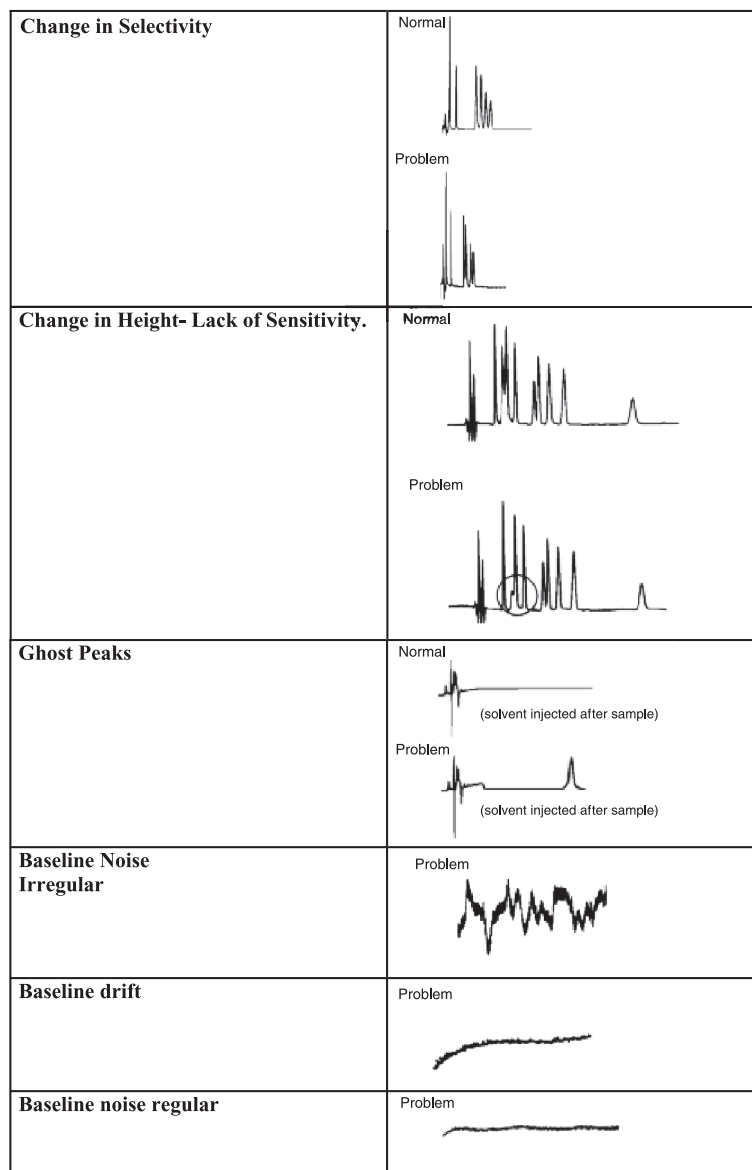 Change in Selectivity
Normal
Problem
Change in Height- Lack of Sensitivity.
Normal
Problem
Ghost Peaks
Normal
(solvent injected after sample)
Problem
(solvent injected after sample)
Baseline Noise
Irregular
Problem
Baseline drift
Problem
Baseline noise regular
Problem